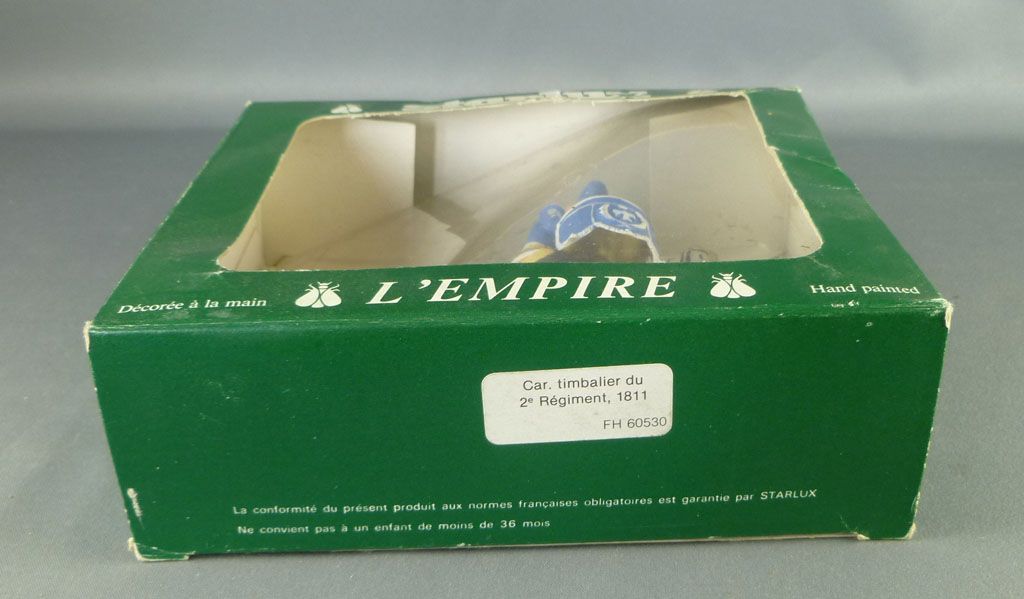 Décorée à la main
L'EMPIRE
Hand painted
Car. timbalier du
2e Régiment, 1811
FH 60530
La conformité du présent produit aux normes françaises obligatoires est garantie par STARLUX
Ne convient pas à un enfant de moins de 36 mois